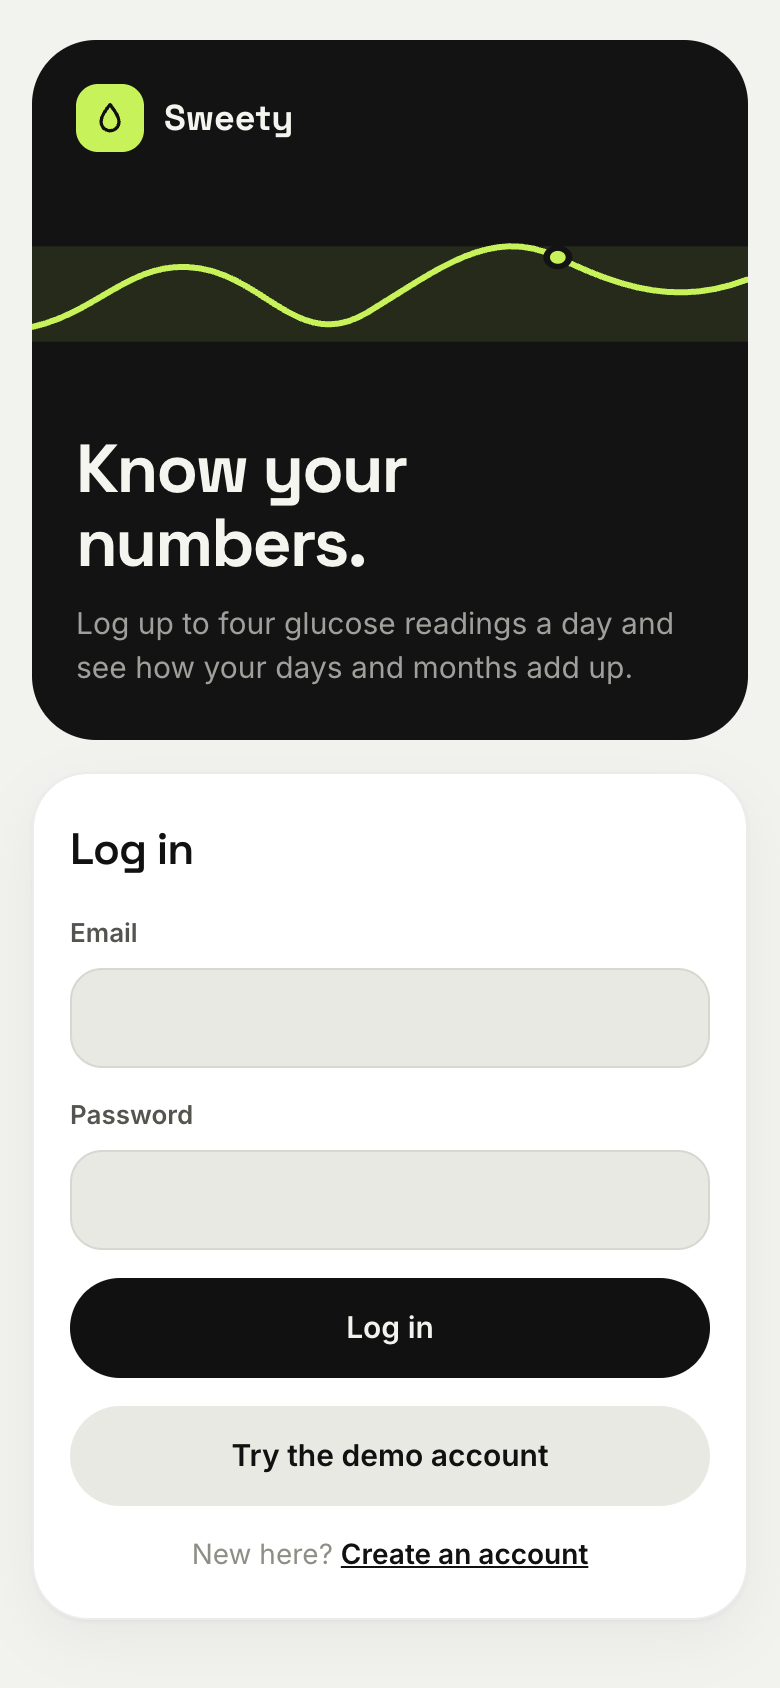 Sweety
Know your
numbers.
Log up to four glucose readings a day and
see how your days and months add up.
Log in
Email
Password
Log in
Try the demo account
New here? Create an account